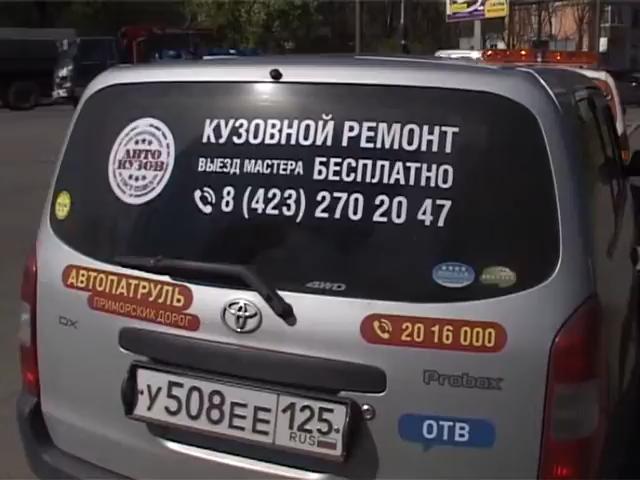 КУЗОВНОЙ РЕМОНТ
ВЫЕЗД МАСТЕРА БЕСПЛАТНО
8 (423) 270 20 47
АВТО
КУЗОВ
АВТОПАТРУЛЬ
ПРИМОРСКИХ ДОРОГ
4WD
20 16 000
DX
Probox
У508ЕЕ 125
RUS
ОТВ